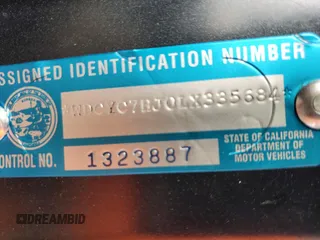 SSIGNED IDENTIFICATION NUMBER
ONTROL NO.
1323887
STATE OF CALIFORNIA
DEPARTMENT OF
MOTOR VEHICLES
DREAMBID